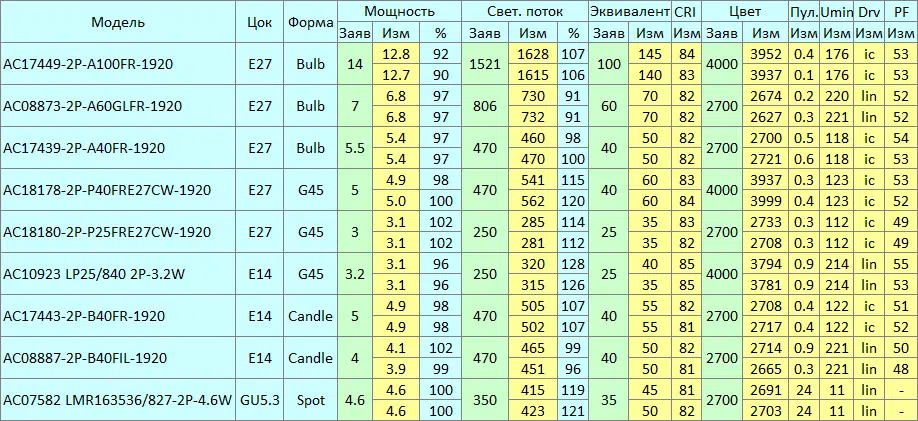 Модель Цок Форма Мощность Свет. поток Эквивалент CRI Цвет Пул. Umin Drv PF
Заяв Изм % Заяв Изм % Заяв Изм Изм Заяв Изм Изм Изм Изм Изм
AC17449-2P-A100FR-1920 E27 Bulb 14 12.8 92 1521 1628 107 100 145 84 4000 3952 0.4 176 ic 53
12.7 90 1615 106 140 83 3937 0.1 176 ic 53
AC08873-2P-A60GLFR-1920 E27 Bulb 7 6.8 97 806 730 91 60 70 82 2700 2674 0.2 220 lin 52
6.8 97 732 91 70 82 2627 0.3 221 lin 52
AC17439-2P-A40FR-1920 E27 Bulb 5.5 5.4 97 470 460 98 40 50 82 2700 2700 0.5 118 ic 54
5.4 97 470 100 50 82 2721 0.6 118 ic 53
AC18178-2P-P40FRE27CW-1920 E27 G45 5 4.9 98 470 541 115 40 60 83 4000 3937 0.3 123 ic 53
5.0 100 562 120 60 84 3999 0.4 123 ic 52
AC18180-2P-P25FRE27CW-1920 E27 G45 3 3.1 102 250 285 114 25 35 83 2700 2733 0.3 112 ic 49
3.1 102 281 112 35 82 2708 0.3 112 ic 49
AC10923 LP25/840 2P-3.2W E14 G45 3.2 3.1 96 250 320 128 25 40 85 4000 3794 0.9 214 lin 55
3.1 96 315 126 35 85 3781 0.9 214 lin 53
AC17443-2P-B40FR-1920 E14 Candle 5 4.9 98 470 505 107 40 55 82 2700 2708 0.4 122 ic 51
4.9 98 502 107 55 81 2717 0.4 122 ic 52
AC08887-2P-B40FIL-1920 E14 Candle 4 4.1 102 470 465 99 40 50 82 2700 2714 0.9 221 lin 50
3.9 99 451 96 50 81 2665 0.3 221 lin 48
AC07582 LMR163536/827-2P-4.6W GU5.3 Spot 4.6 4.6 100 350 415 119 35 45 81 2700 2691 24 11 lin -
4.6 100 423 121 50 82 2703 24 11 lin -